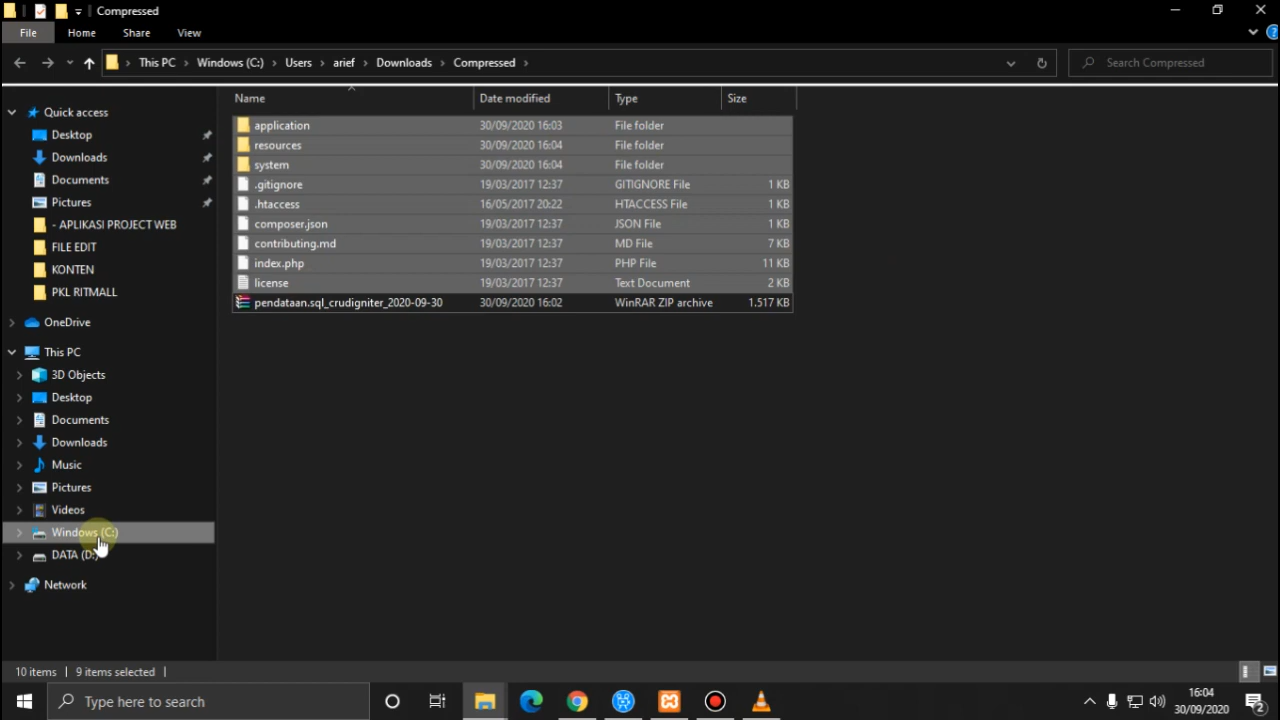 Compressed
File Home Share View
This PC Windows (C:) Users arief Downloads Compressed Search Compressed
Name Date modified Type Size
application 30/09/2020 16:03 File folder
resources 30/09/2020 16:04 File folder
system 30/09/2020 16:04 File folder
.gitignore 19/03/2017 12:37 GITIGNORE File 1 KB
.htaccess 16/05/2017 20:22 HTACCESS File 1 KB
composer.json 19/03/2017 12:37 JSON File 1 KB
contributing.md 19/03/2017 12:37 MD File 7 KB
index.php 19/03/2017 12:37 PHP File 11 KB
license 19/03/2017 12:37 Text Document 2 KB
pendataan.sql_crudigniter_2020-09-30 30/09/2020 16:02 WinRAR ZIP archive 1.517 KB
Quick access
Desktop
Downloads
Documents
Pictures
- APLIKASI PROJECT WEB
FILE EDIT
KONTEN
PKL RITMALL
OneDrive
This PC
3D Objects
Desktop
Documents
Downloads
Music
Pictures
Videos
Windows (C:)
DATA (D:)
Network
10 items 9 items selected
Type here to search
16:04
30/09/2020
2